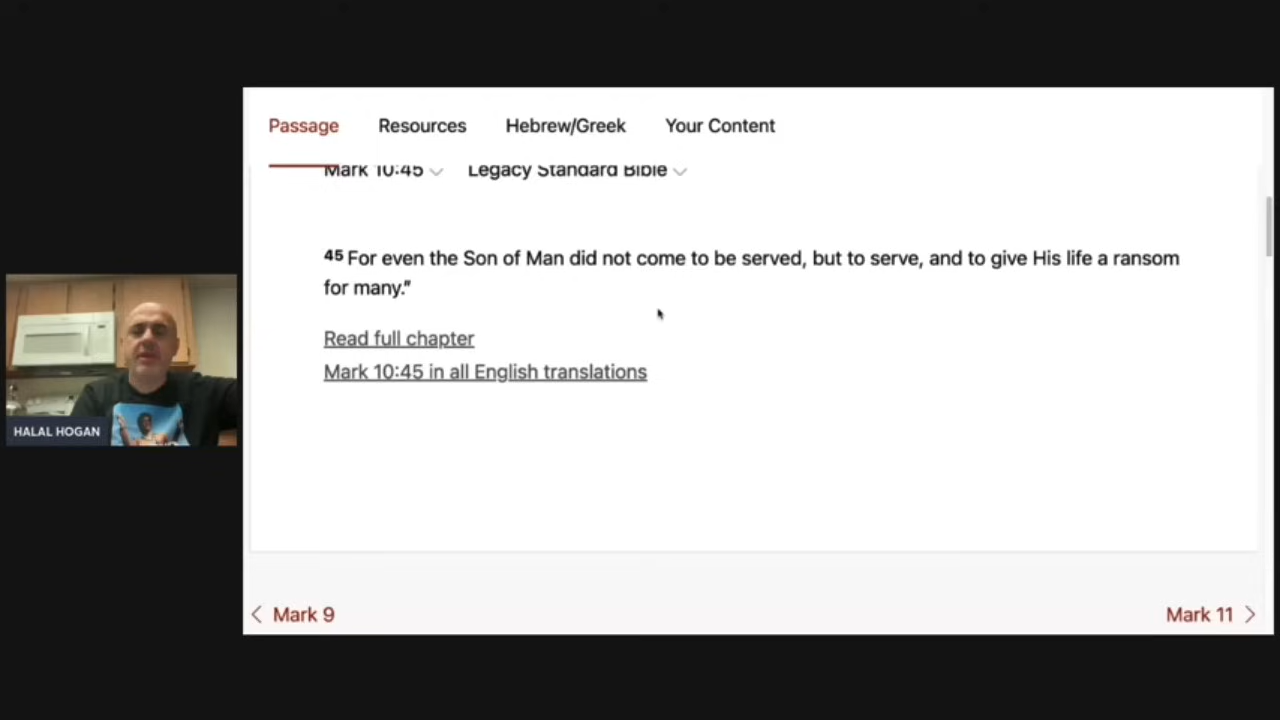 Passage Resources Hebrew/Greek Your Content
Mark 10:45 Legacy Standard Bible
45 For even the Son of Man did not come to be served, but to serve, and to give His life a ransom
for many.”
Read full chapter
Mark 10:45 in all English translations
HALAL HOGAN
Mark 9
Mark 11